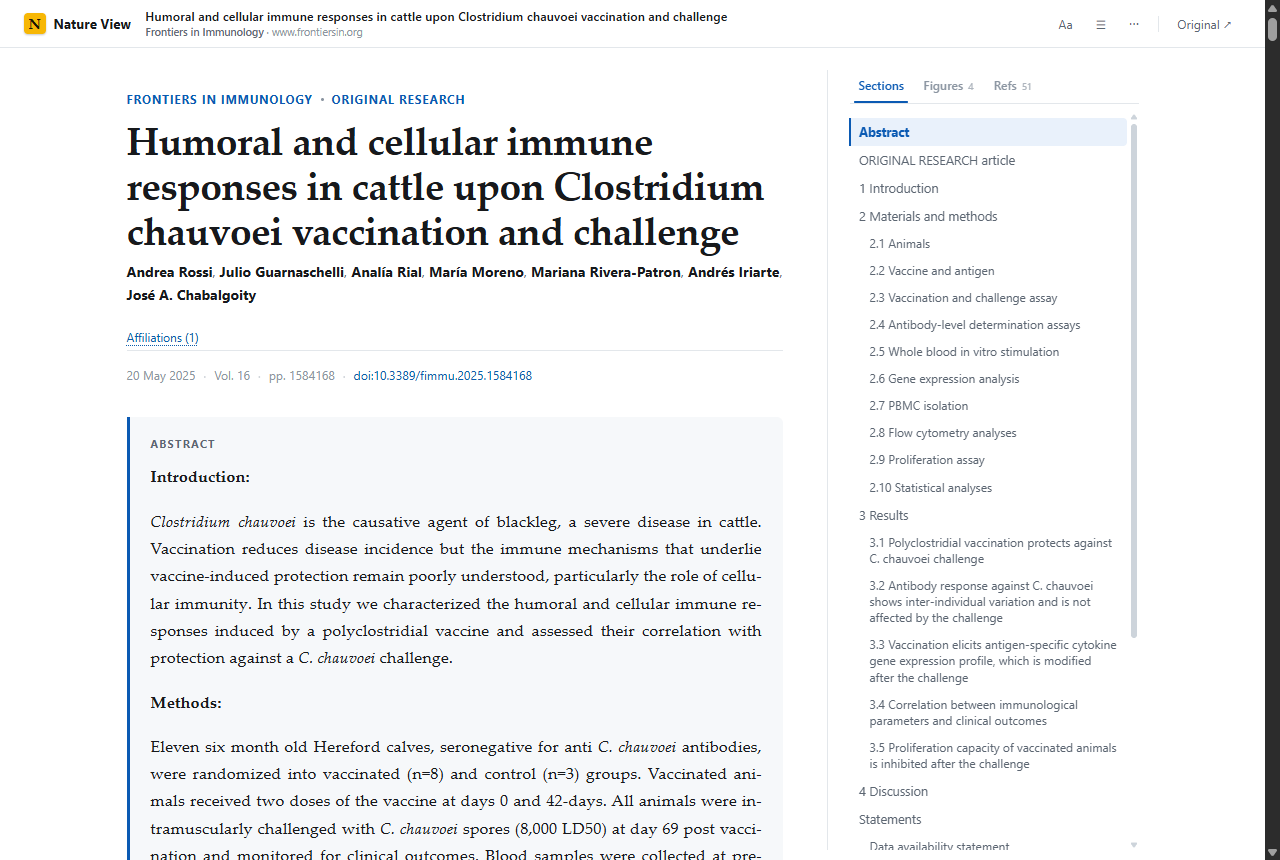 N Nature View
Humoral and cellular immune responses in cattle upon Clostridium chauvoei vaccination and challenge
Frontiers in Immunology · www.frontiersin.org
Aa ☰ ··· Original ↗
FRONTIERS IN IMMUNOLOGY • ORIGINAL RESEARCH
Humoral and cellular immune
responses in cattle upon Clostridium
chauvoei vaccination and challenge
Andrea Rossi, Julio Guarnaschelli, Analía Rial, María Moreno, Mariana Rivera-Patron, Andrés Iriarte,
José A. Chabalgoity
Affiliations (1)
20 May 2025 · Vol. 16 · pp. 1584168 · doi:10.3389/fimmu.2025.1584168
ABSTRACT
Introduction:
Clostridium chauvoei is the causative agent of blackleg, a severe disease in cattle.
Vaccination reduces disease incidence but the immune mechanisms that underlie
vaccine-induced protection remain poorly understood, particularly the role of cellu-
lar immunity. In this study we characterized the humoral and cellular immune re-
sponses induced by a polyclostridial vaccine and assessed their correlation with
protection against a C. chauvoei challenge.
Methods:
Eleven six month old Hereford calves, seronegative for anti C. chauvoei antibodies,
were randomized into vaccinated (n=8) and control (n=3) groups. Vaccinated ani-
mals received two doses of the vaccine at days 0 and 42-days. All animals were in-
tramuscularly challenged with C. chauvoei spores (8,000 LD50) at day 69 post vacci-
nation and monitored for clinical outcomes. Blood samples were collected at pre-
Sections Figures 4 Refs 51
Abstract
ORIGINAL RESEARCH article
1 Introduction
2 Materials and methods
2.1 Animals
2.2 Vaccine and antigen
2.3 Vaccination and challenge assay
2.4 Antibody-level determination assays
2.5 Whole blood in vitro stimulation
2.6 Gene expression analysis
2.7 PBMC isolation
2.8 Flow cytometry analyses
2.9 Proliferation assay
2.10 Statistical analyses
3 Results
3.1 Polyclostridial vaccination protects against
C. chauvoei challenge
3.2 Antibody response against C. chauvoei
shows inter-individual variation and is not
affected by the challenge
3.3 Vaccination elicits antigen-specific cytokine
gene expression profile, which is modified
after the challenge
3.4 Correlation between immunological
parameters and clinical outcomes
3.5 Proliferation capacity of vaccinated animals
is inhibited after the challenge
4 Discussion
Statements
Data availability statement